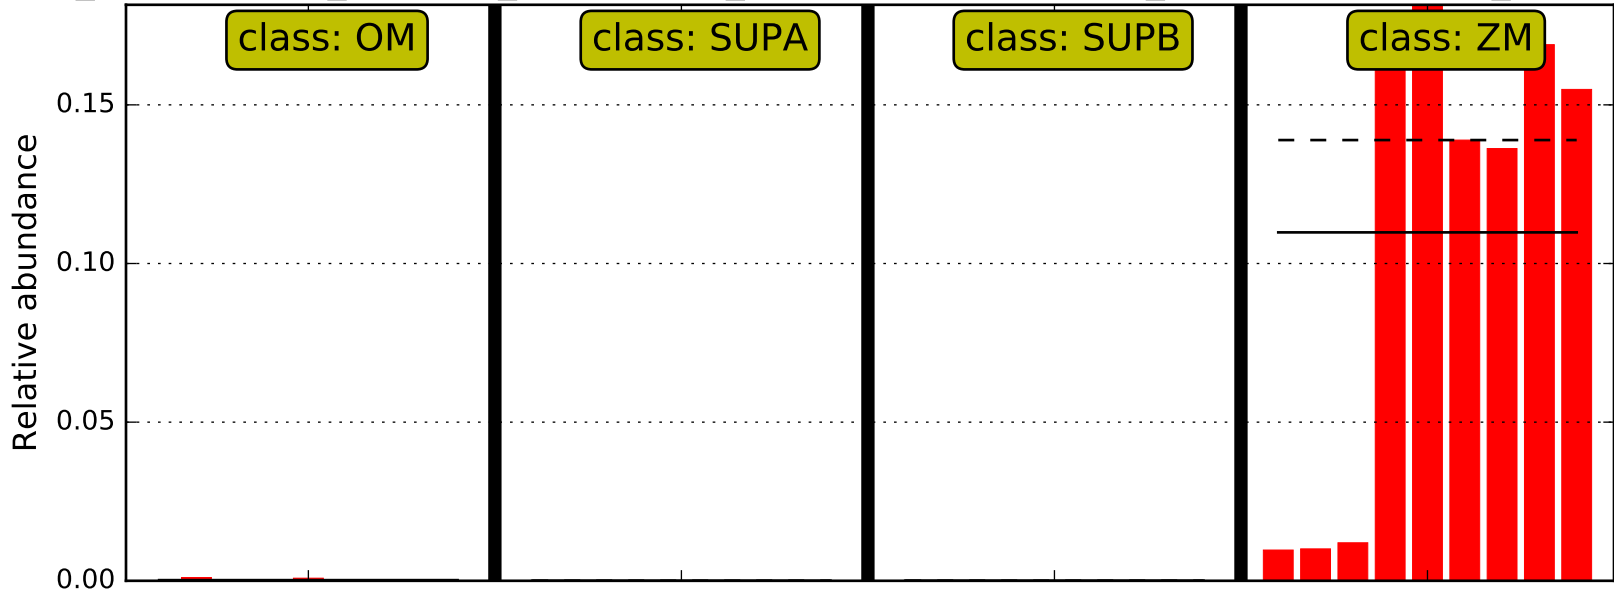 class: OM
class: SUPA
class: SUPB
class: ZM
Relative abundance
0.15
0.10
0.05
0.00